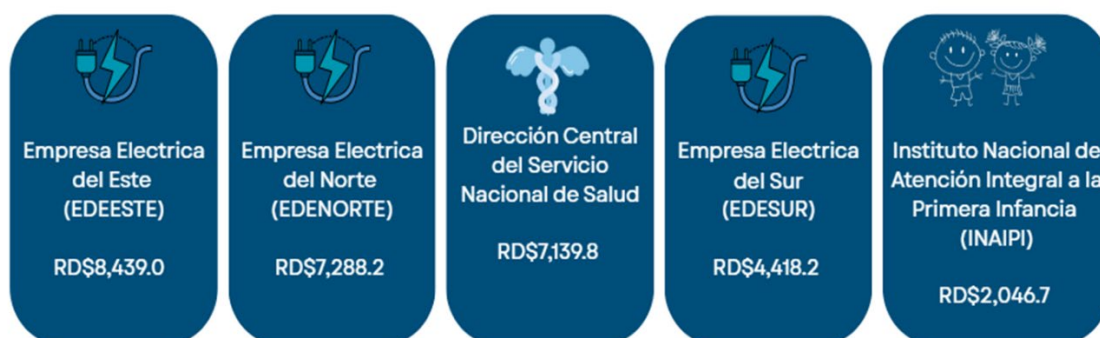 Empresa Electrica
del Este
(EDEESTE)
RD$8,439.0
Empresa Electrica
del Norte
(EDENORTE)
RD$7,288.2
Dirección Central
del Servicio
Nacional de Salud
RD$7,139.8
Empresa Electrica
del Sur
(EDESUR)
RD$4,418.2
Instituto Nacional de
Atención Integral a la
Primera Infancia
(INAIPI)
RD$2,046.7